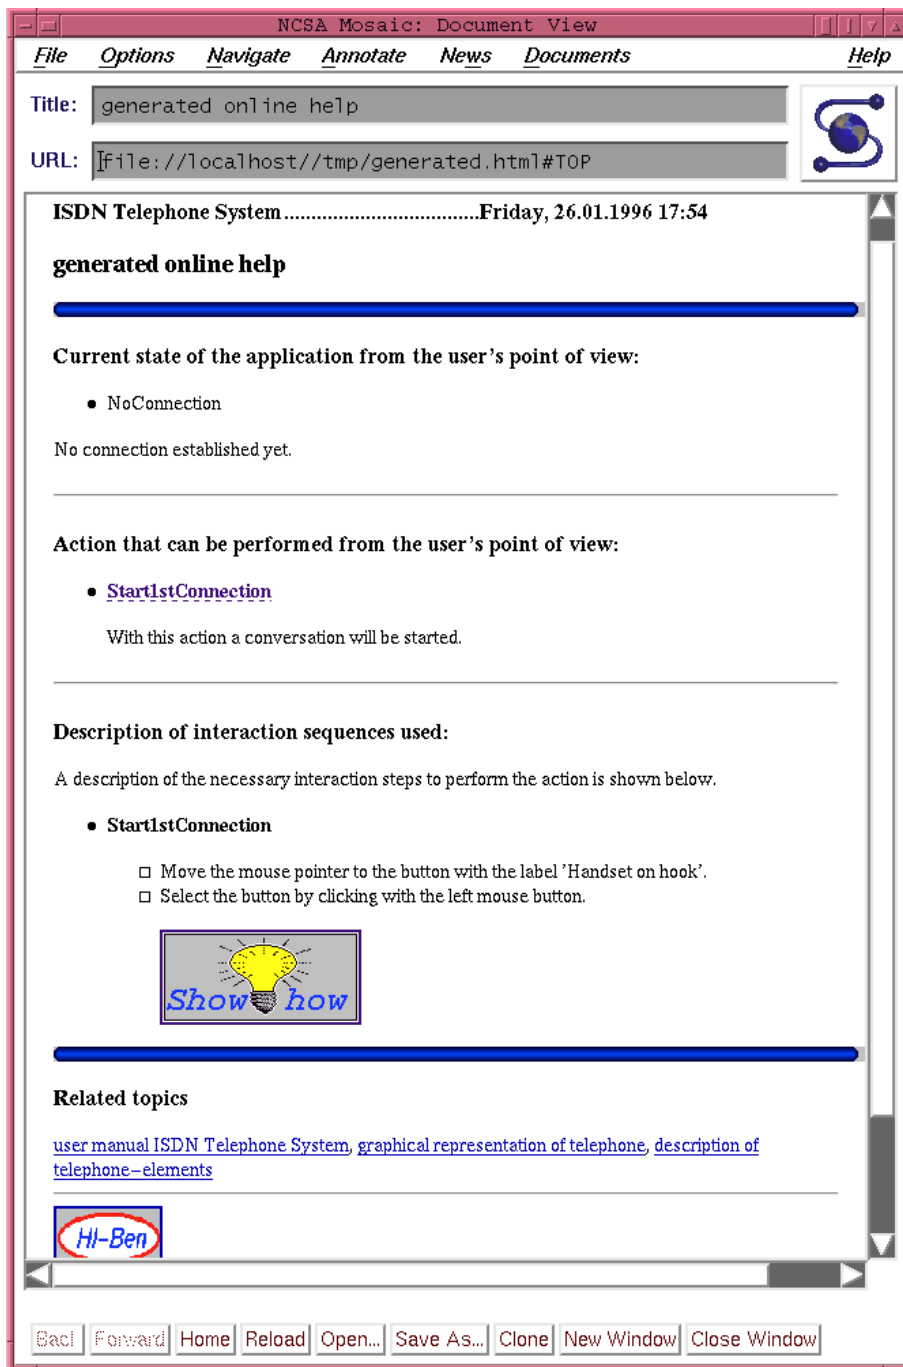 NCSA Mosaic: Document View
File Options Navigate Annotate News Documents Help
Title: generated online help
URL: file://localhost//tmp/generated.html#TOP
ISDN Telephone System.....................................Friday, 26.01.1996 17:54
generated online help
Current state of the application from the user's point of view:
• NoConnection
No connection established yet.
Action that can be performed from the user's point of view:
• Start1stConnection
With this action a conversation will be started.
Description of interaction sequences used:
A description of the necessary interaction steps to perform the action is shown below.
• Start1stConnection
□ Move the mouse pointer to the button with the label 'Handset on hook'.
□ Select the button by clicking with the left mouse button.
Show how
Related topics
user manual ISDN Telephone System, graphical representation of telephone, description of
telephone-elements
HI-Ben
Back Forward Home Reload Open... Save As... Clone New Window Close Window